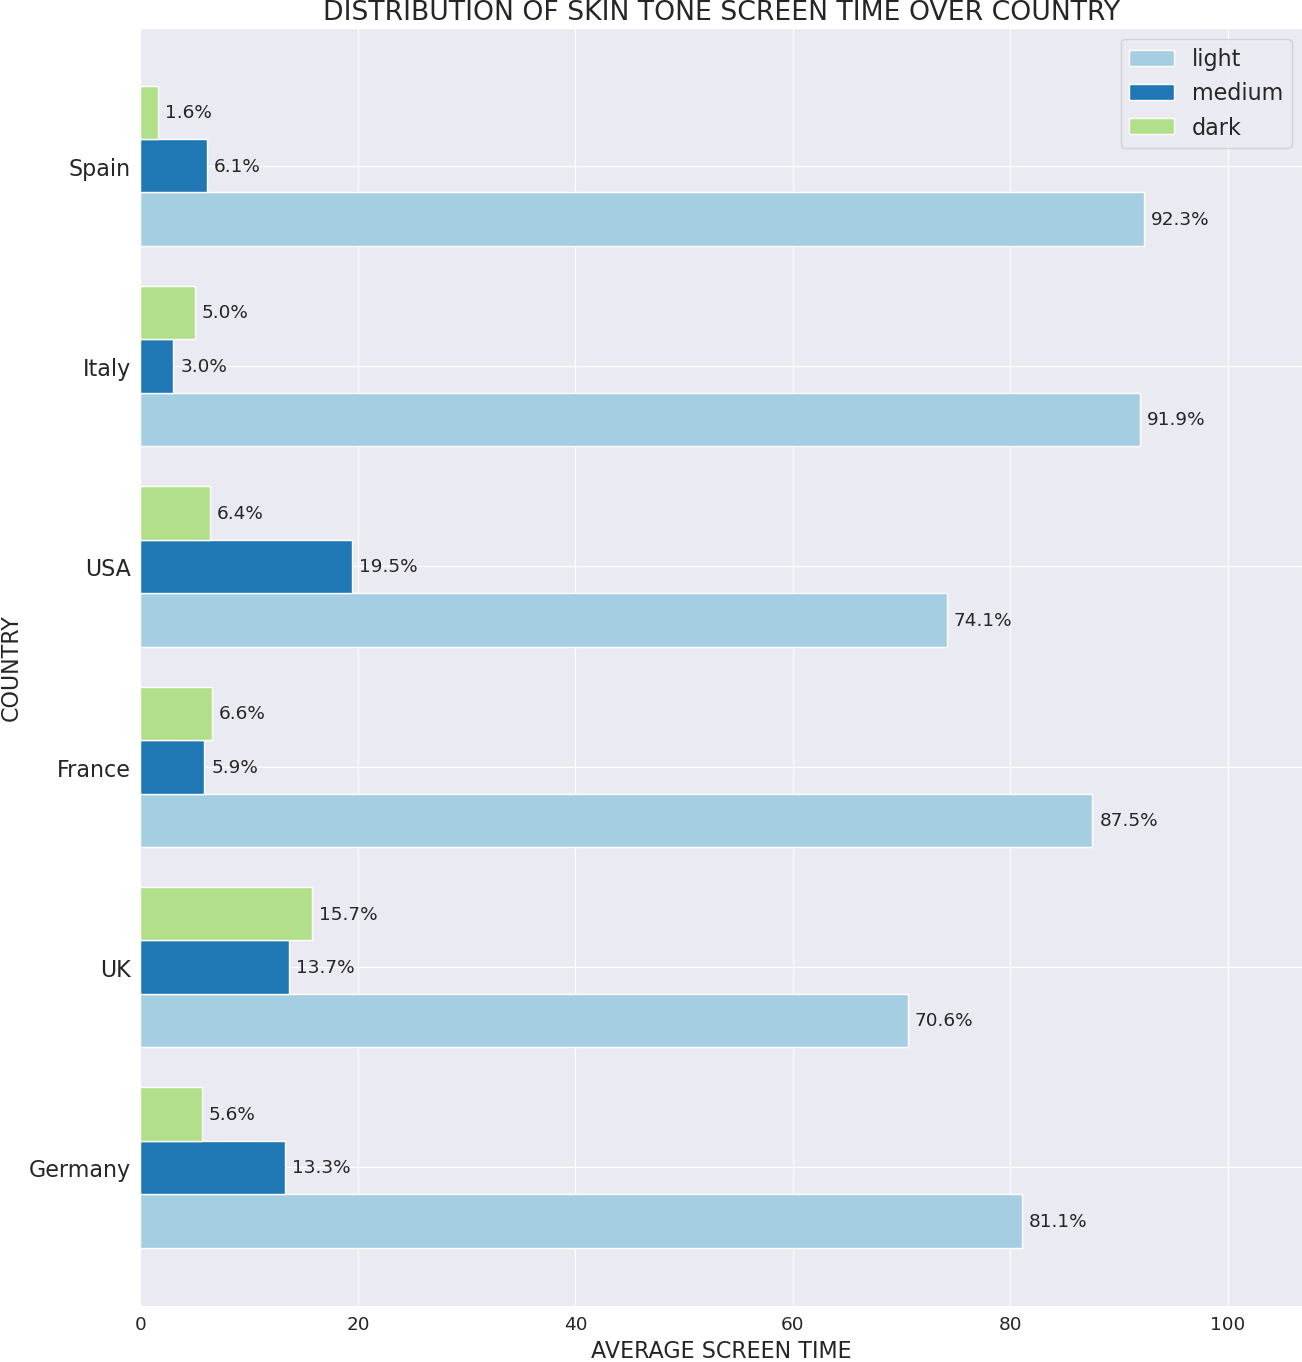 DISTRIBUTION OF SKIN TONE SCREEN TIME OVER COUNTRY
light
medium
dark
1.6%
Spain
6.1%
92.3%
5.0%
Italy
3.0%
91.9%
6.4%
USA
19.5%
74.1%
COUNTRY
6.6%
France
5.9%
87.5%
15.7%
UK
13.7%
70.6%
5.6%
Germany
13.3%
81.1%
0 20 40 60 80 100
AVERAGE SCREEN TIME